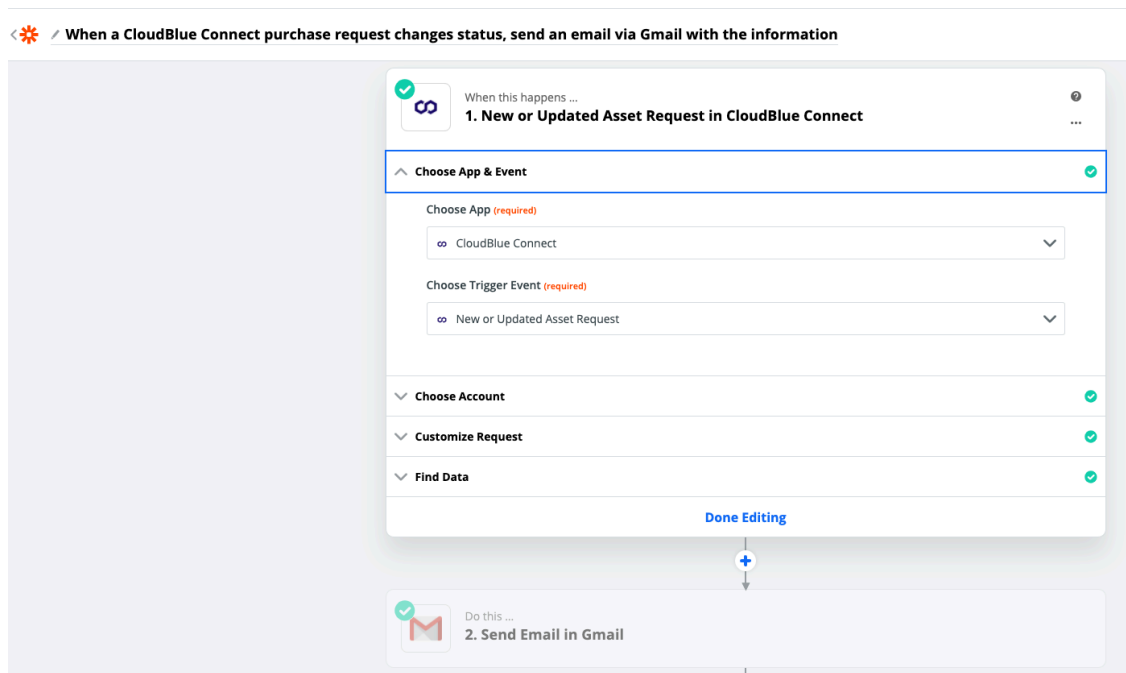 When a CloudBlue Connect purchase request changes status, send an email via Gmail with the information
When this happens ...
1. New or Updated Asset Request in CloudBlue Connect
Choose App & Event
Choose App (required)
CloudBlue Connect
Choose Trigger Event (required)
New or Updated Asset Request
Choose Account
Customize Request
Find Data
Done Editing
Do this ...
2. Send Email in Gmail